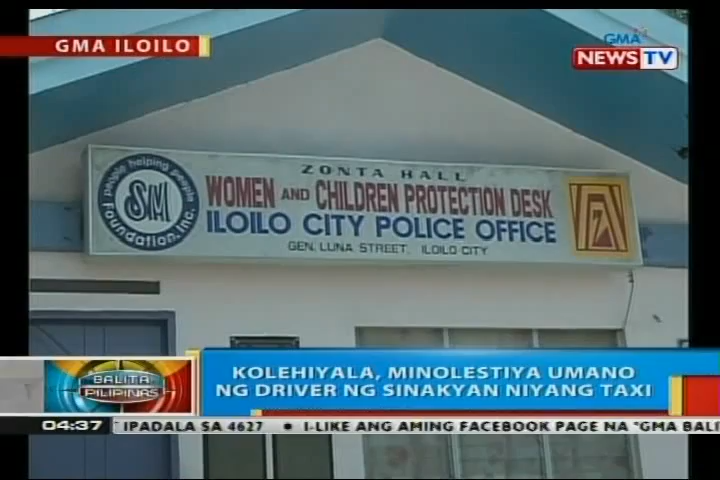 GMA ILOILO
GMA
NEWS TV
people helping people
SM
Foundation, Inc.
ZONTA HALL
WOMEN AND CHILDREN PROTECTION DESK
ILOILO CITY POLICE OFFICE
GEN. LUNA STREET, ILOILO CITY
KOLEHIYALA, MINOLESTIYA UMANO
NG DRIVER NG SINAKYAN NIYANG TAXI
BALITA
PILIPINAS
04:37 IPADALA SA 4627 ● I-LIKE ANG AMING FACEBOOK PAGE NA "GMA BALIT